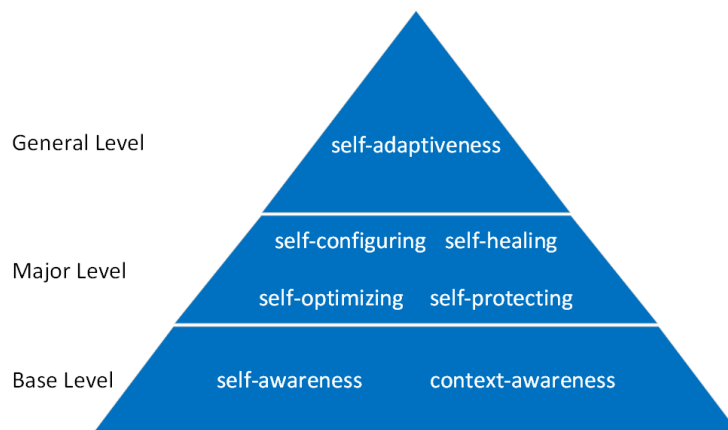 General Level
self-adaptiveness
self-configuring self-healing
Major Level
self-optimizing self-protecting
Base Level
self-awareness context-awareness